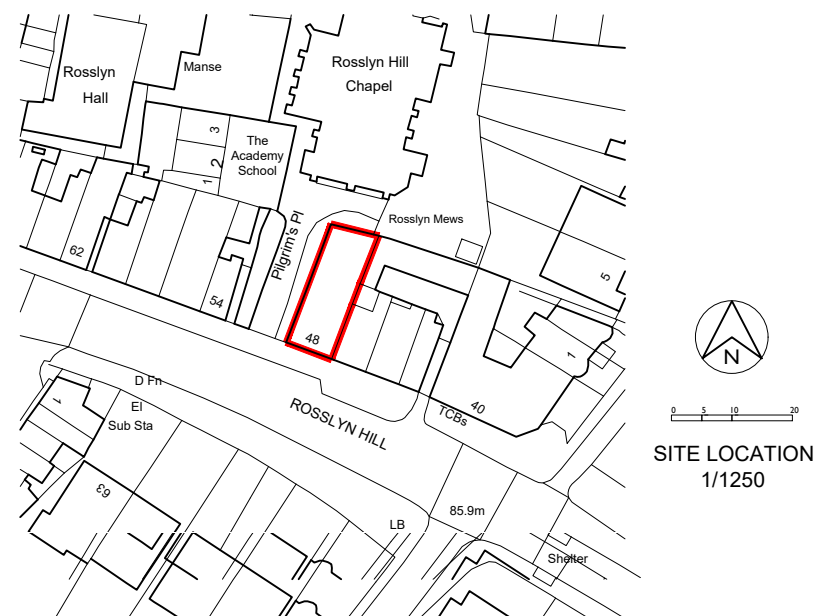 Rosslyn
Hall
Manse
Rosslyn Hill
Chapel
3
2
1
The
Academy
School
Rosslyn Mews
Pilgrim's Pl
62
54
48
5
1
40
TCBs
ROSSLYN HILL
D Fn
El
Sub Sta
1
63
85.9m
LB
Shelter
N
0 5 10 20
SITE LOCATION
1/1250